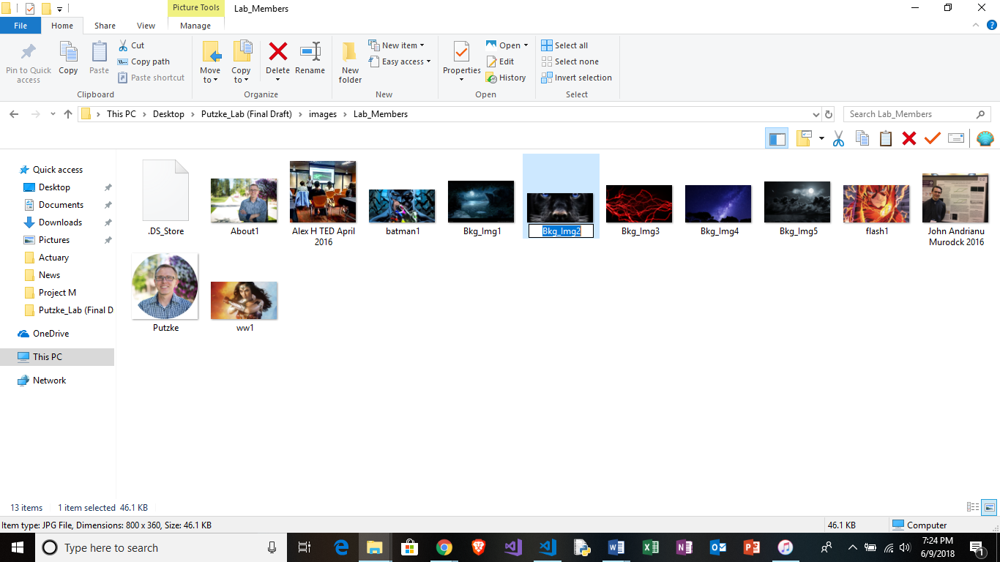 Picture Tools
Lab_Members
File
Home
Share
View
Manage
Pin to Quick
access
Copy
Paste
Cut
Copy path
Paste shortcut
Clipboard
Move
to
Copy
to
Delete
Rename
Organize
New
folder
New item
Easy access
New
Properties
Open
Edit
History
Open
Select all
Select none
Invert selection
Select
This PC
Desktop
Putzke_Lab (Final Draft)
images
Lab_Members
Search Lab_Members
Quick access
Desktop
Documents
Downloads
Pictures
Actuary
News
Project M
Putzke_Lab (Final D
OneDrive
This PC
Network
.DS_Store
About1
Alex H TED April
2016
batman1
Bkg_Img1
Bkg_Img2
Bkg_Img3
Bkg_Img4
Bkg_Img5
flash1
John Andrianu
Murodck 2016
Putzke
ww1
13 items
1 item selected 46.1 KB
Item type: JPG File, Dimensions: 800 x 360, Size: 46.1 KB
46.1 KB
Computer
Type here to search
7:24 PM
6/9/2018
1